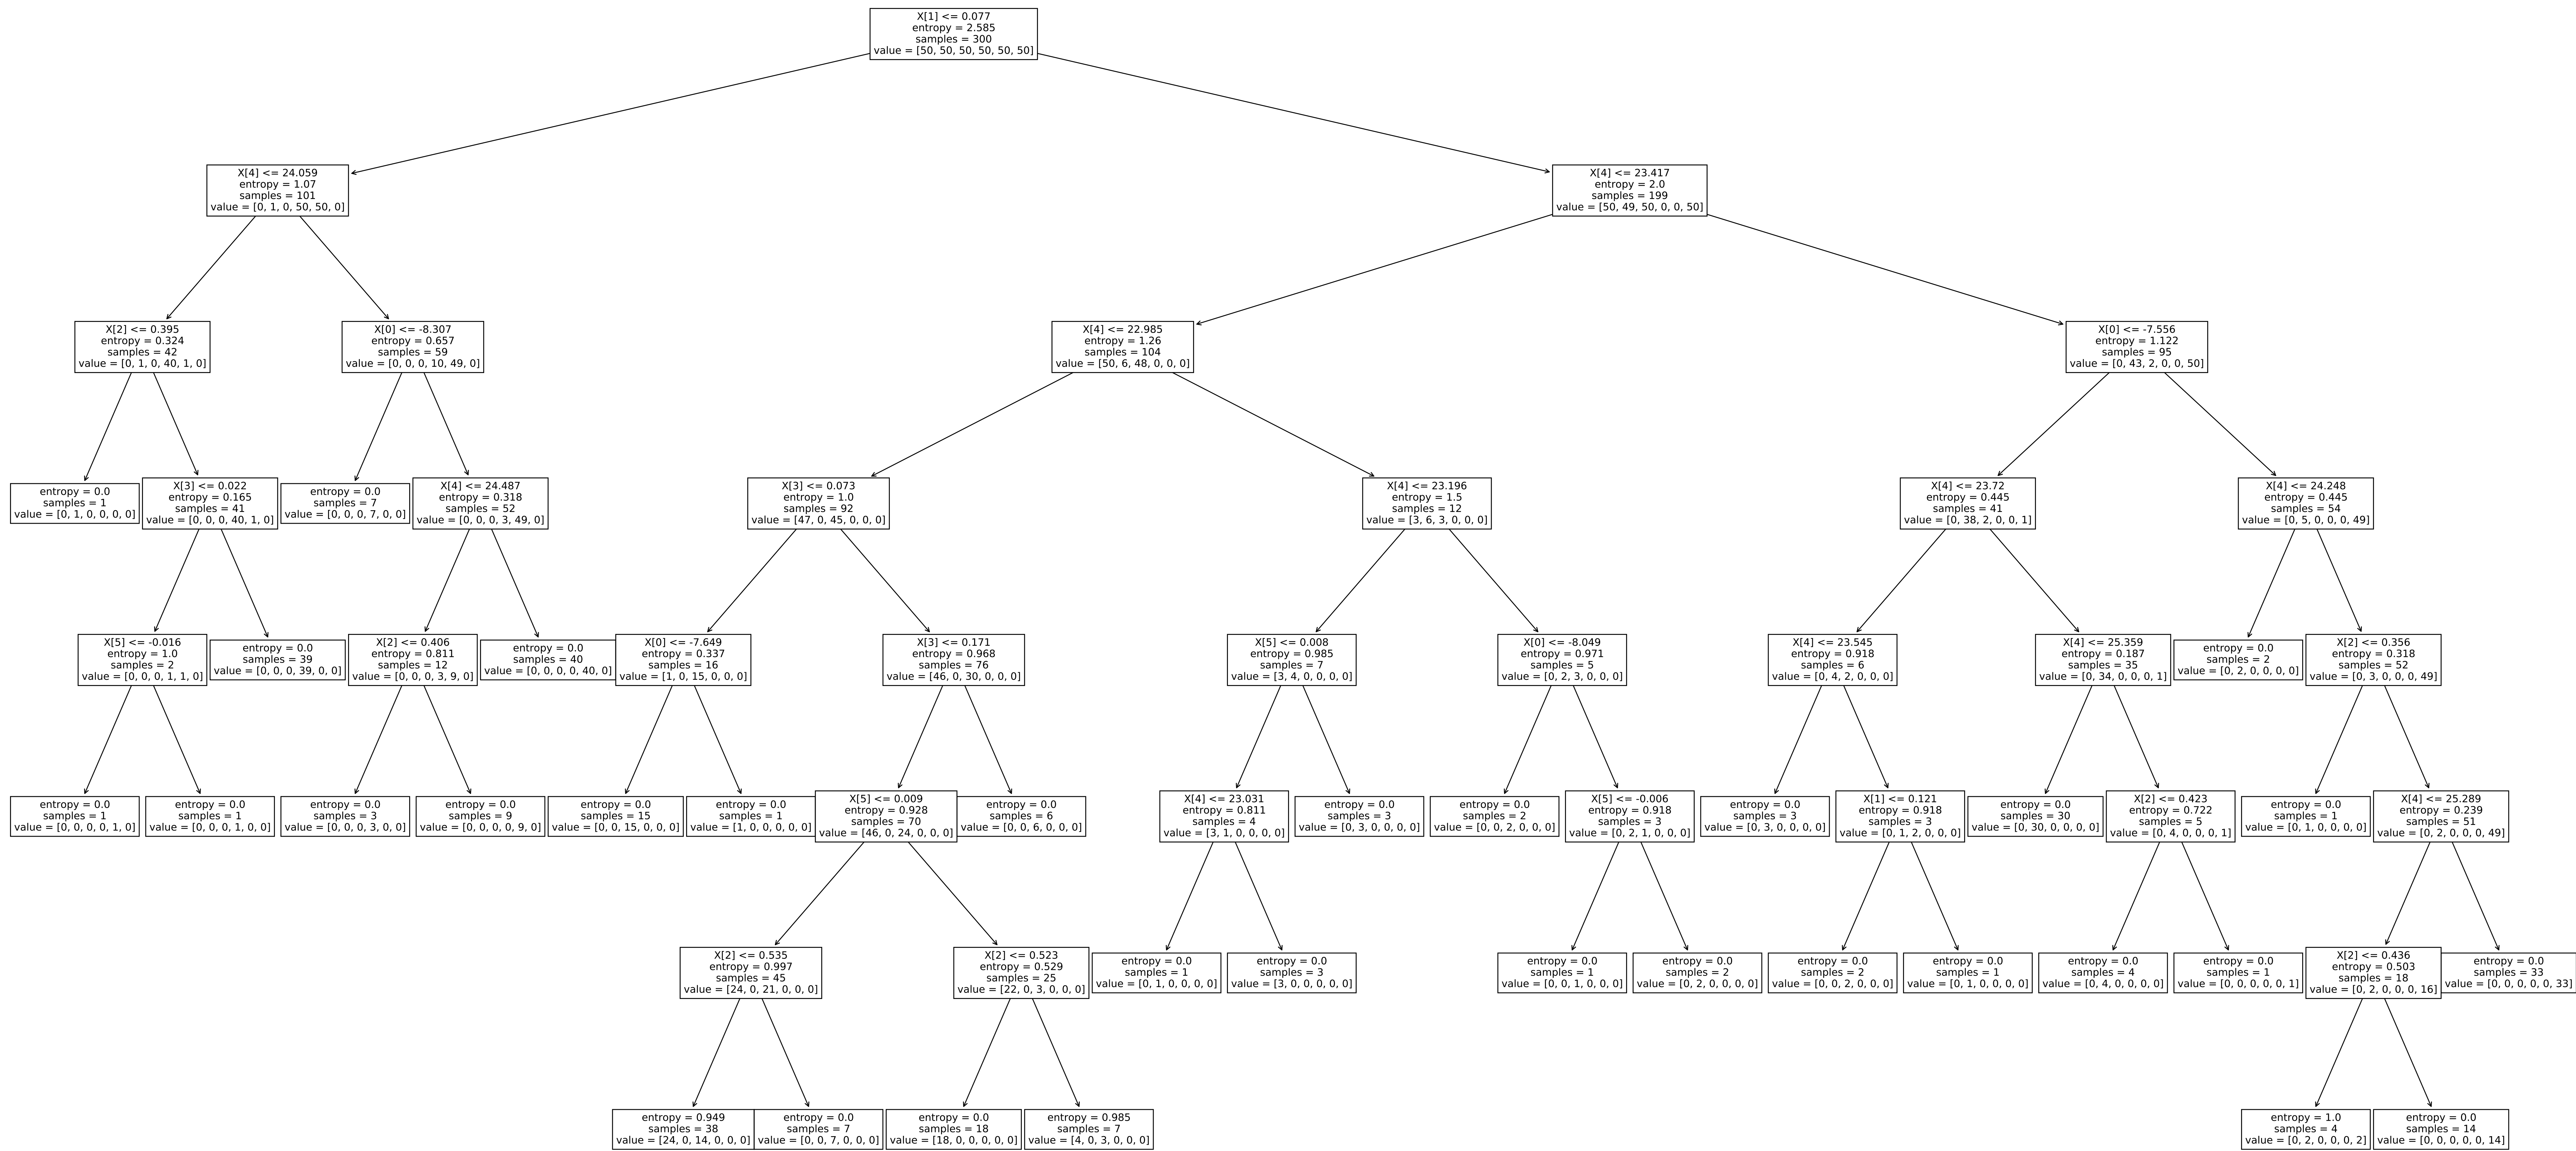 X[1] <= 0.077
entropy = 2.585
samples = 300
value = [50, 50, 50, 50, 50, 50]
X[4] <= 24.059
entropy = 1.07
samples = 101
value = [0, 1, 0, 50, 50, 0]
X[4] <= 23.417
entropy = 2.0
samples = 199
value = [50, 49, 50, 0, 0, 50]
X[2] <= 0.395
entropy = 0.324
samples = 42
value = [0, 1, 0, 40, 1, 0]
X[0] <= -8.307
entropy = 0.657
samples = 59
value = [0, 0, 0, 10, 49, 0]
X[4] <= 22.985
entropy = 1.26
samples = 104
value = [50, 6, 48, 0, 0, 0]
X[0] <= -7.556
entropy = 1.122
samples = 95
value = [0, 43, 2, 0, 0, 50]
entropy = 0.0
samples = 1
value = [0, 1, 0, 0, 0, 0]
X[3] <= 0.022
entropy = 0.165
samples = 41
value = [0, 0, 0, 40, 1, 0]
entropy = 0.0
samples = 7
value = [0, 0, 0, 7, 0, 0]
X[4] <= 24.487
entropy = 0.318
samples = 52
value = [0, 0, 0, 3, 49, 0]
X[3] <= 0.073
entropy = 1.0
samples = 92
value = [47, 0, 45, 0, 0, 0]
X[4] <= 23.196
entropy = 1.5
samples = 12
value = [3, 6, 3, 0, 0, 0]
X[4] <= 23.72
entropy = 0.445
samples = 41
value = [0, 38, 2, 0, 0, 1]
X[4] <= 24.248
entropy = 0.445
samples = 54
value = [0, 5, 0, 0, 0, 49]
X[5] <= -0.016
entropy = 1.0
samples = 2
value = [0, 0, 0, 1, 1, 0]
entropy = 0.0
samples = 39
value = [0, 0, 0, 39, 0, 0]
X[2] <= 0.406
entropy = 0.811
samples = 12
value = [0, 0, 0, 3, 9, 0]
entropy = 0.0
samples = 40
value = [0, 0, 0, 0, 40, 0]
X[0] <= -7.649
entropy = 0.337
samples = 16
value = [1, 0, 15, 0, 0, 0]
X[3] <= 0.171
entropy = 0.968
samples = 76
value = [46, 0, 30, 0, 0, 0]
X[5] <= 0.008
entropy = 0.985
samples = 7
value = [3, 4, 0, 0, 0, 0]
X[0] <= -8.049
entropy = 0.971
samples = 5
value = [0, 2, 3, 0, 0, 0]
X[4] <= 23.545
entropy = 0.918
samples = 6
value = [0, 4, 2, 0, 0, 0]
X[4] <= 25.359
entropy = 0.187
samples = 35
value = [0, 34, 0, 0, 0, 1]
entropy = 0.0
samples = 2
value = [0, 2, 0, 0, 0, 0]
X[2] <= 0.356
entropy = 0.318
samples = 52
value = [0, 3, 0, 0, 0, 49]
entropy = 0.0
samples = 1
value = [0, 0, 0, 0, 1, 0]
entropy = 0.0
samples = 1
value = [0, 0, 0, 1, 0, 0]
entropy = 0.0
samples = 3
value = [0, 0, 0, 3, 0, 0]
entropy = 0.0
samples = 9
value = [0, 0, 0, 0, 9, 0]
entropy = 0.0
samples = 15
value = [0, 0, 15, 0, 0, 0]
entropy = 0.0
samples = 1
value = [1, 0, 0, 0, 0, 0]
X[5] <= 0.009
entropy = 0.928
samples = 70
value = [46, 0, 24, 0, 0, 0]
entropy = 0.0
samples = 6
value = [0, 0, 6, 0, 0, 0]
X[4] <= 23.031
entropy = 0.811
samples = 4
value = [3, 1, 0, 0, 0, 0]
entropy = 0.0
samples = 3
value = [0, 3, 0, 0, 0, 0]
entropy = 0.0
samples = 2
value = [0, 0, 2, 0, 0, 0]
X[5] <= -0.006
entropy = 0.918
samples = 3
value = [0, 2, 1, 0, 0, 0]
entropy = 0.0
samples = 3
value = [0, 3, 0, 0, 0, 0]
X[1] <= 0.121
entropy = 0.918
samples = 3
value = [0, 1, 2, 0, 0, 0]
entropy = 0.0
samples = 30
value = [0, 30, 0, 0, 0, 0]
X[2] <= 0.423
entropy = 0.722
samples = 5
value = [0, 4, 0, 0, 0, 1]
entropy = 0.0
samples = 1
value = [0, 1, 0, 0, 0, 0]
X[4] <= 25.289
entropy = 0.239
samples = 51
value = [0, 2, 0, 0, 0, 49]
X[2] <= 0.535
entropy = 0.997
samples = 45
value = [24, 0, 21, 0, 0, 0]
X[2] <= 0.523
entropy = 0.529
samples = 25
value = [22, 0, 3, 0, 0, 0]
entropy = 0.0
samples = 1
value = [0, 1, 0, 0, 0, 0]
entropy = 0.0
samples = 3
value = [3, 0, 0, 0, 0, 0]
entropy = 0.0
samples = 1
value = [0, 0, 1, 0, 0, 0]
entropy = 0.0
samples = 2
value = [0, 2, 0, 0, 0, 0]
entropy = 0.0
samples = 2
value = [0, 0, 2, 0, 0, 0]
entropy = 0.0
samples = 1
value = [0, 1, 0, 0, 0, 0]
entropy = 0.0
samples = 4
value = [0, 4, 0, 0, 0, 0]
entropy = 0.0
samples = 1
value = [0, 0, 0, 0, 0, 1]
X[2] <= 0.436
entropy = 0.503
samples = 18
value = [0, 2, 0, 0, 0, 16]
entropy = 0.0
samples = 33
value = [0, 0, 0, 0, 0, 33]
entropy = 0.949
samples = 38
value = [24, 0, 14, 0, 0, 0]
entropy = 0.0
samples = 7
value = [0, 0, 7, 0, 0, 0]
entropy = 0.0
samples = 18
value = [18, 0, 0, 0, 0, 0]
entropy = 0.985
samples = 7
value = [4, 0, 3, 0, 0, 0]
entropy = 1.0
samples = 4
value = [0, 2, 0, 0, 0, 2]
entropy = 0.0
samples = 14
value = [0, 0, 0, 0, 0, 14]